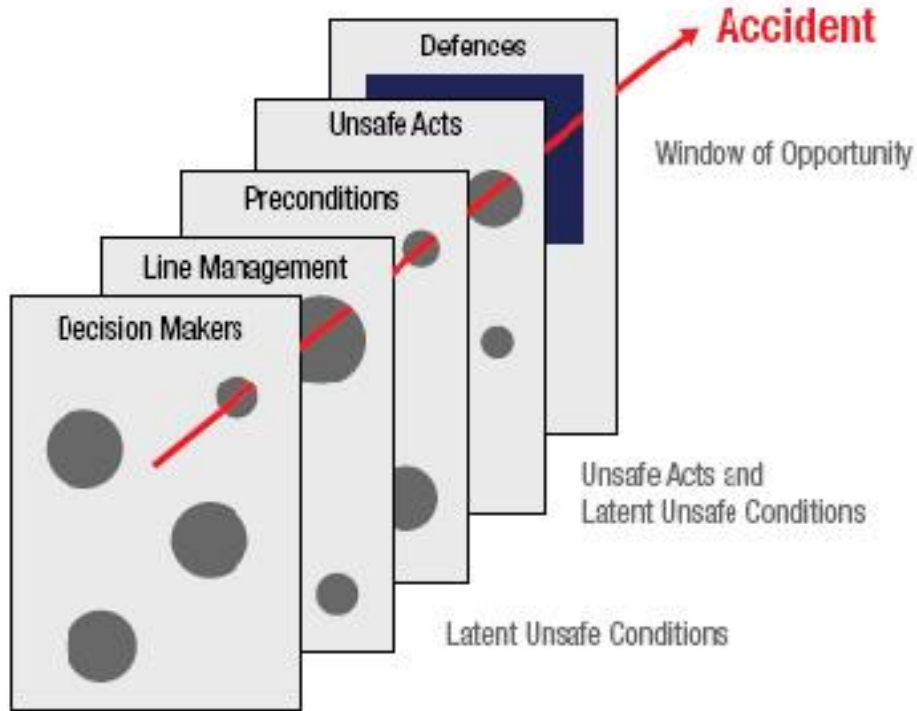 Accident
Defences
Window of Opportunity
Unsafe Acts
Preconditions
Line Management
Decision Makers
Unsafe Acts and
Latent Unsafe Conditions
Latent Unsafe Conditions